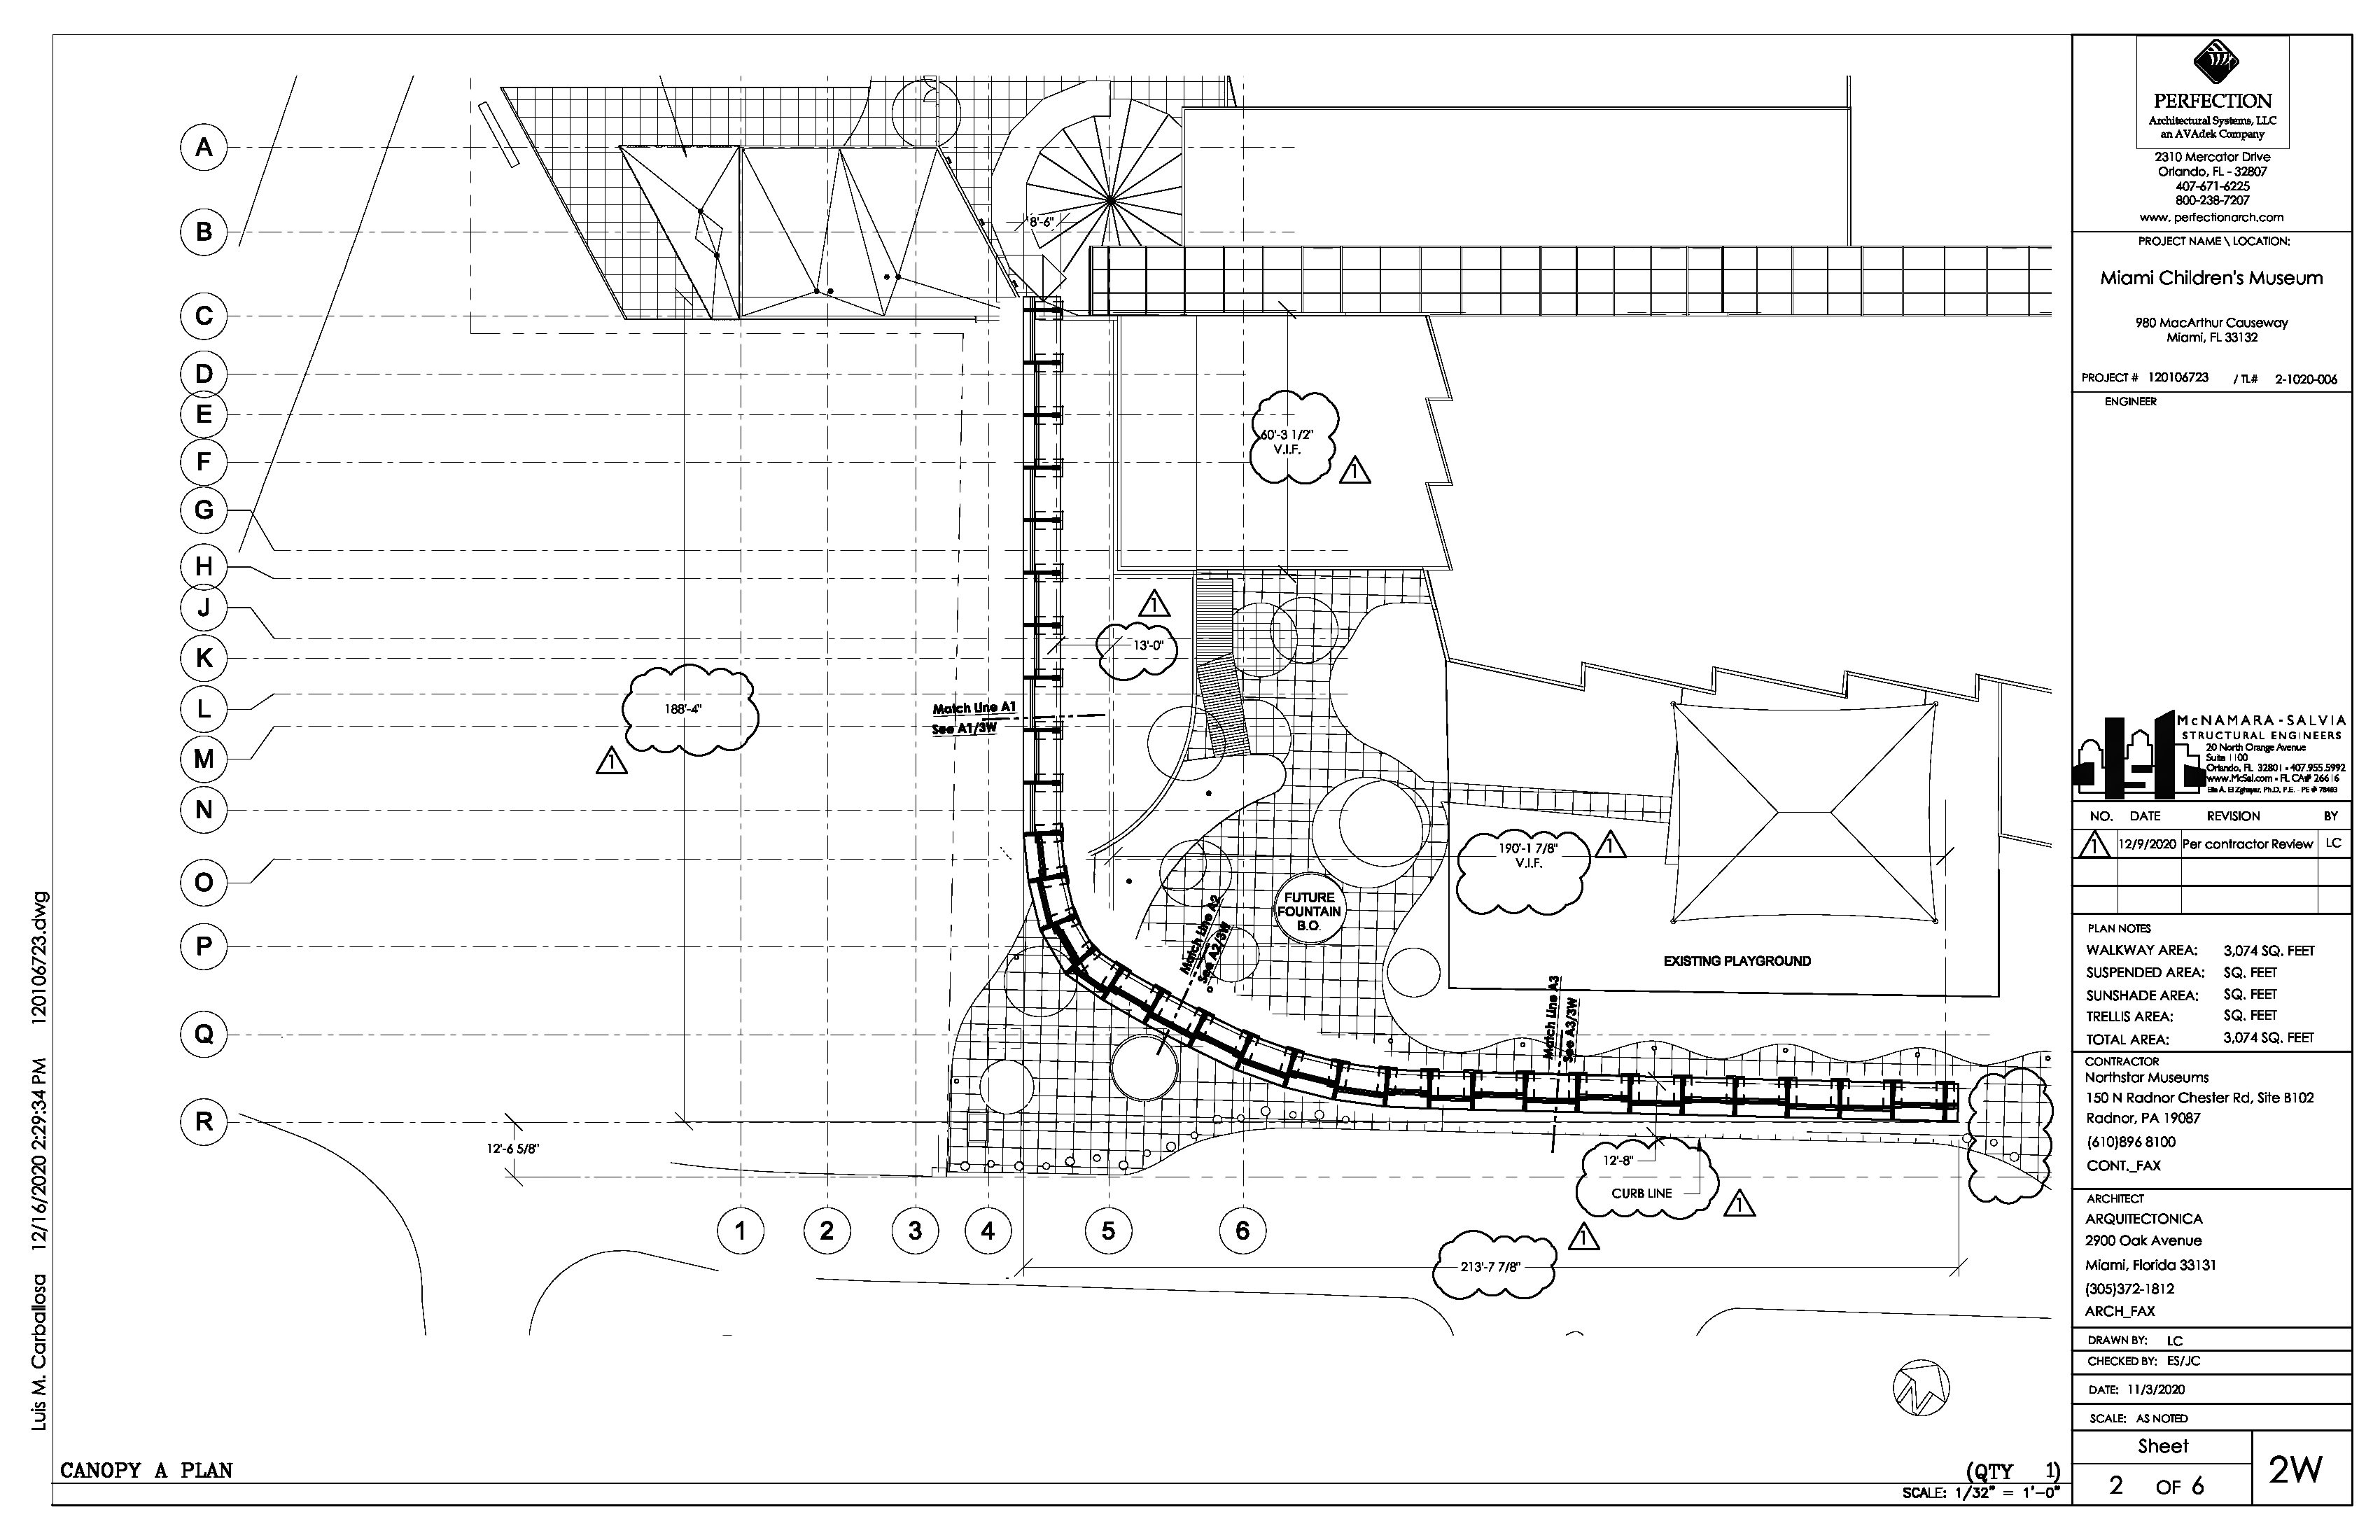 A
B
C
D
E
F
G
H
J
K
L
M
N
O
P
Q
R
8'-6"
60'-3 1/2"
V.I.F.
1
1
13'-0"
188'-4"
1
Match Line A1
See A1/3W
190'-1 7/8"
V.I.F.
1
FUTURE
FOUNTAIN
B.O.
Match Line A2
See A2/3W
EXISTING PLAYGROUND
Match Line A3
See A3/3W
12'-6 5/8"
12'-8"
CURB LINE
1
1
1
2
3
4
5
6
213'-7 7/8"
N
CANOPY A PLAN
(QTY 1)
SCALE: 1/32" = 1'-0"
Luis M. Carballosa 12/16/2020 2:29:34 PM 120106723.dwg
PERFECTION
Architectural Systems, LLC
an AVAdek Company
2310 Mercator Drive
Orlando, FL - 32807
407-671-6225
800-238-7207
www. perfectionarch.com
PROJECT NAME \ LOCATION:
Miami Children's Museum
980 MacArthur Causeway
Miami, FL 33132
PROJECT # 120106723 / TL# 2-1020-006
ENGINEER
McNAMARA - SALVIA
STRUCTURAL ENGINEERS
20 North Orange Avenue
Suite 1100
Orlando, FL 32801 • 407.955.5992
www.McSal.com • FL CA# 26616
Elie A. El Zghayer, Ph.D, P.E. - PE # 78403
NO. DATE REVISION BY
1 12/9/2020 Per contractor Review LC
PLAN NOTES
WALKWAY AREA: 3,074 SQ. FEET
SUSPENDED AREA: SQ. FEET
SUNSHADE AREA: SQ. FEET
TRELLIS AREA: SQ. FEET
TOTAL AREA: 3,074 SQ. FEET
CONTRACTOR
Northstar Museums
150 N Radnor Chester Rd, Site B102
Radnor, PA 19087
(610)896 8100
CONT._FAX
ARCHITECT
ARQUITECTONICA
2900 Oak Avenue
Miami, Florida 33131
(305)372-1812
ARCH_FAX
DRAWN BY: LC
CHECKED BY: ES/JC
DATE: 11/3/2020
SCALE: AS NOTED
Sheet
2 OF 6
2W